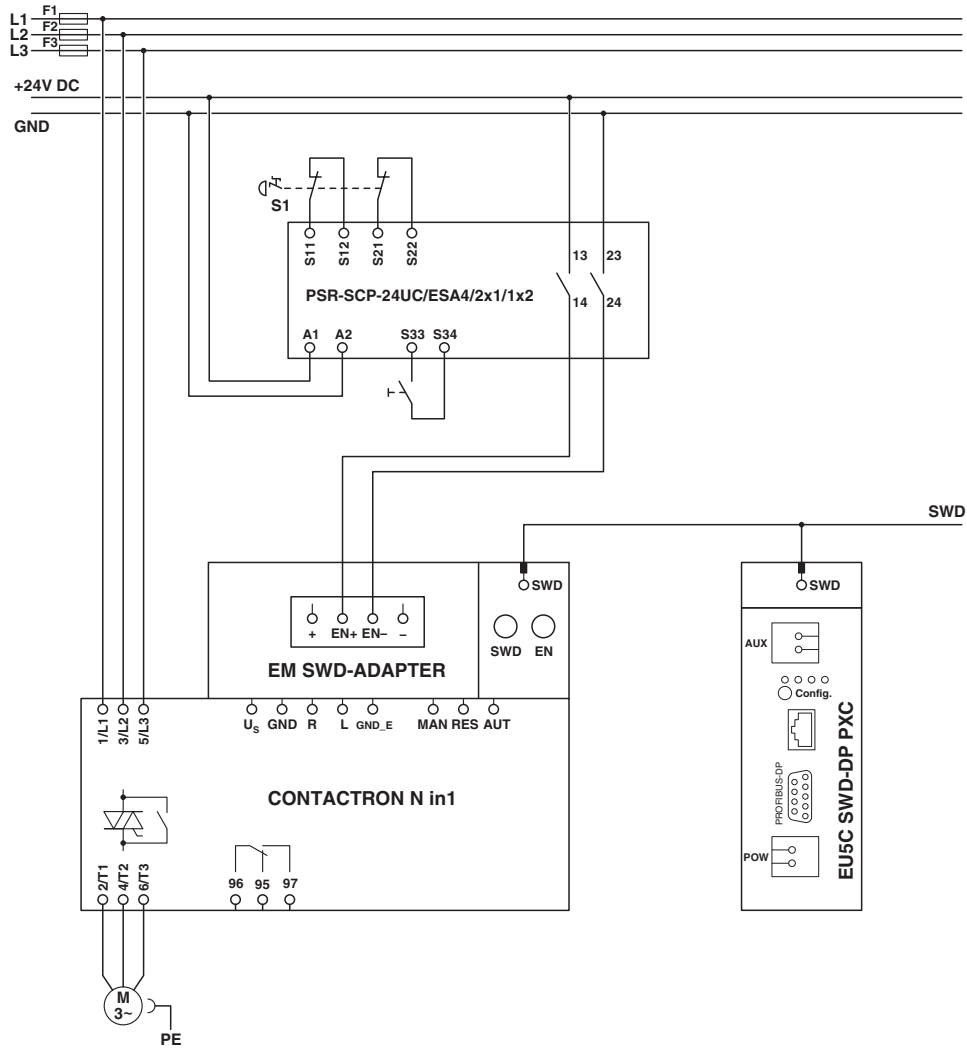 L1 F1
L2 F2
L3 F3
+24V DC
GND
S1
S11 S12 S21 S22
13 23
PSR-SCP-24UC/ESA4/2x1/1x2
14 24
A1 A2 S33 S34
SWD
SWD
SWD
+ EN+ EN– –
SWD EN
EM SWD-ADAPTER
AUX
Config.
PROFIBUS-DP
POW
EU5C SWD-DP PXC
1/L1 3/L2 5/L3
US GND R L GND_E MAN RES AUT
CONTACTRON N in1
96 95 97
2/T1 4/T2 6/T3
M
3~
PE